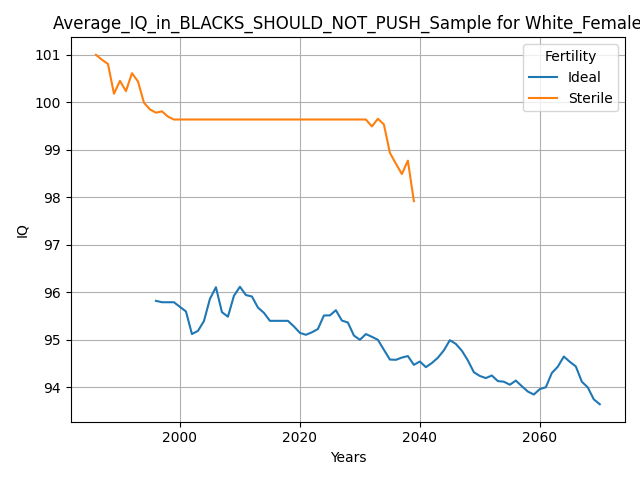 Average_IQ_in_BLACKS_SHOULD_NOT_PUSH_Sample for White_Female
Fertility
Ideal
Sterile
101
100
99
98
97
96
95
94
IQ
2000
2020
2040
2060
Years